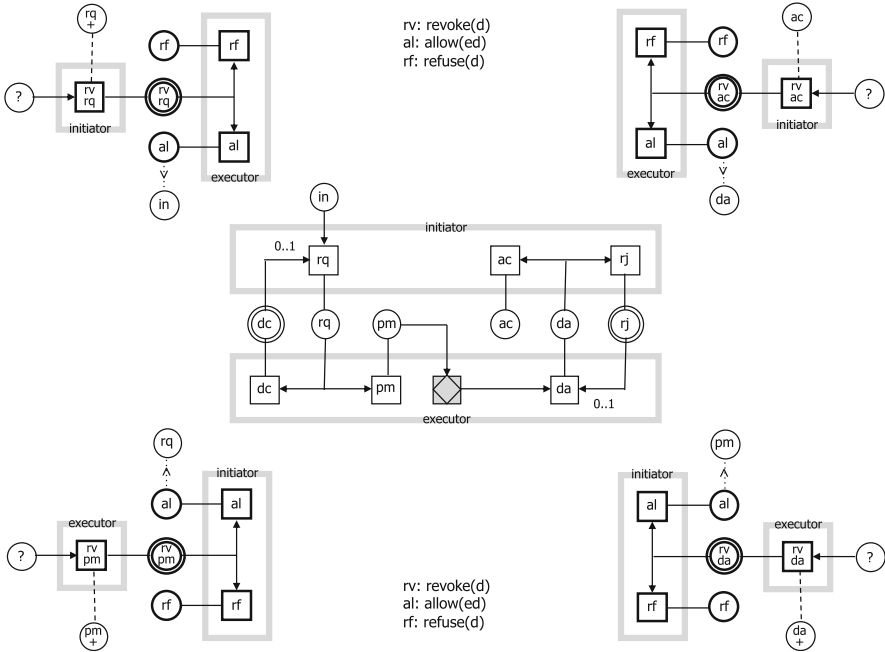 rq
+
rf
rf
?
rv
rq
rv
rq
initiator
al
al
executor
in
rv: revoke(d)
al: allow(ed)
rf: refuse(d)
ac
rf
rf
rv
ac
rv
ac
?
initiator
al
al
executor
da
in
initiator
0..1
rq
ac
rj
dc
rq
pm
ac
da
rj
dc
pm
da
0..1
executor
rq
initiator
al
al
executor
?
rv
pm
rv
pm
rf
rf
pm
+
rv: revoke(d)
al: allow(ed)
rf: refuse(d)
pm
initiator
al
al
executor
rv
da
rv
da
?
rf
rf
da
+